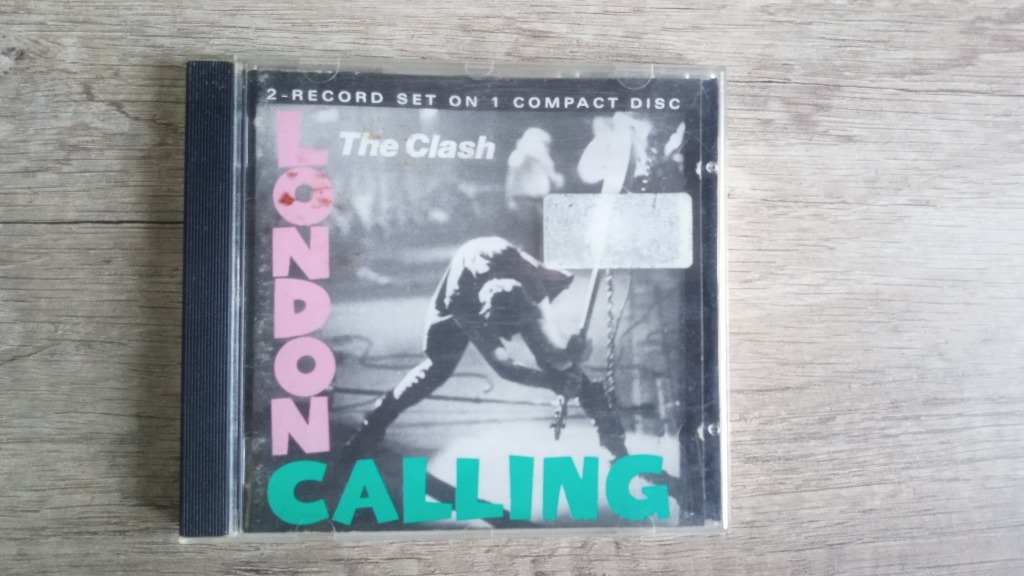 2-RECORD SET ON 1 COMPACT DISC
The Clash
LONDON
CALLING